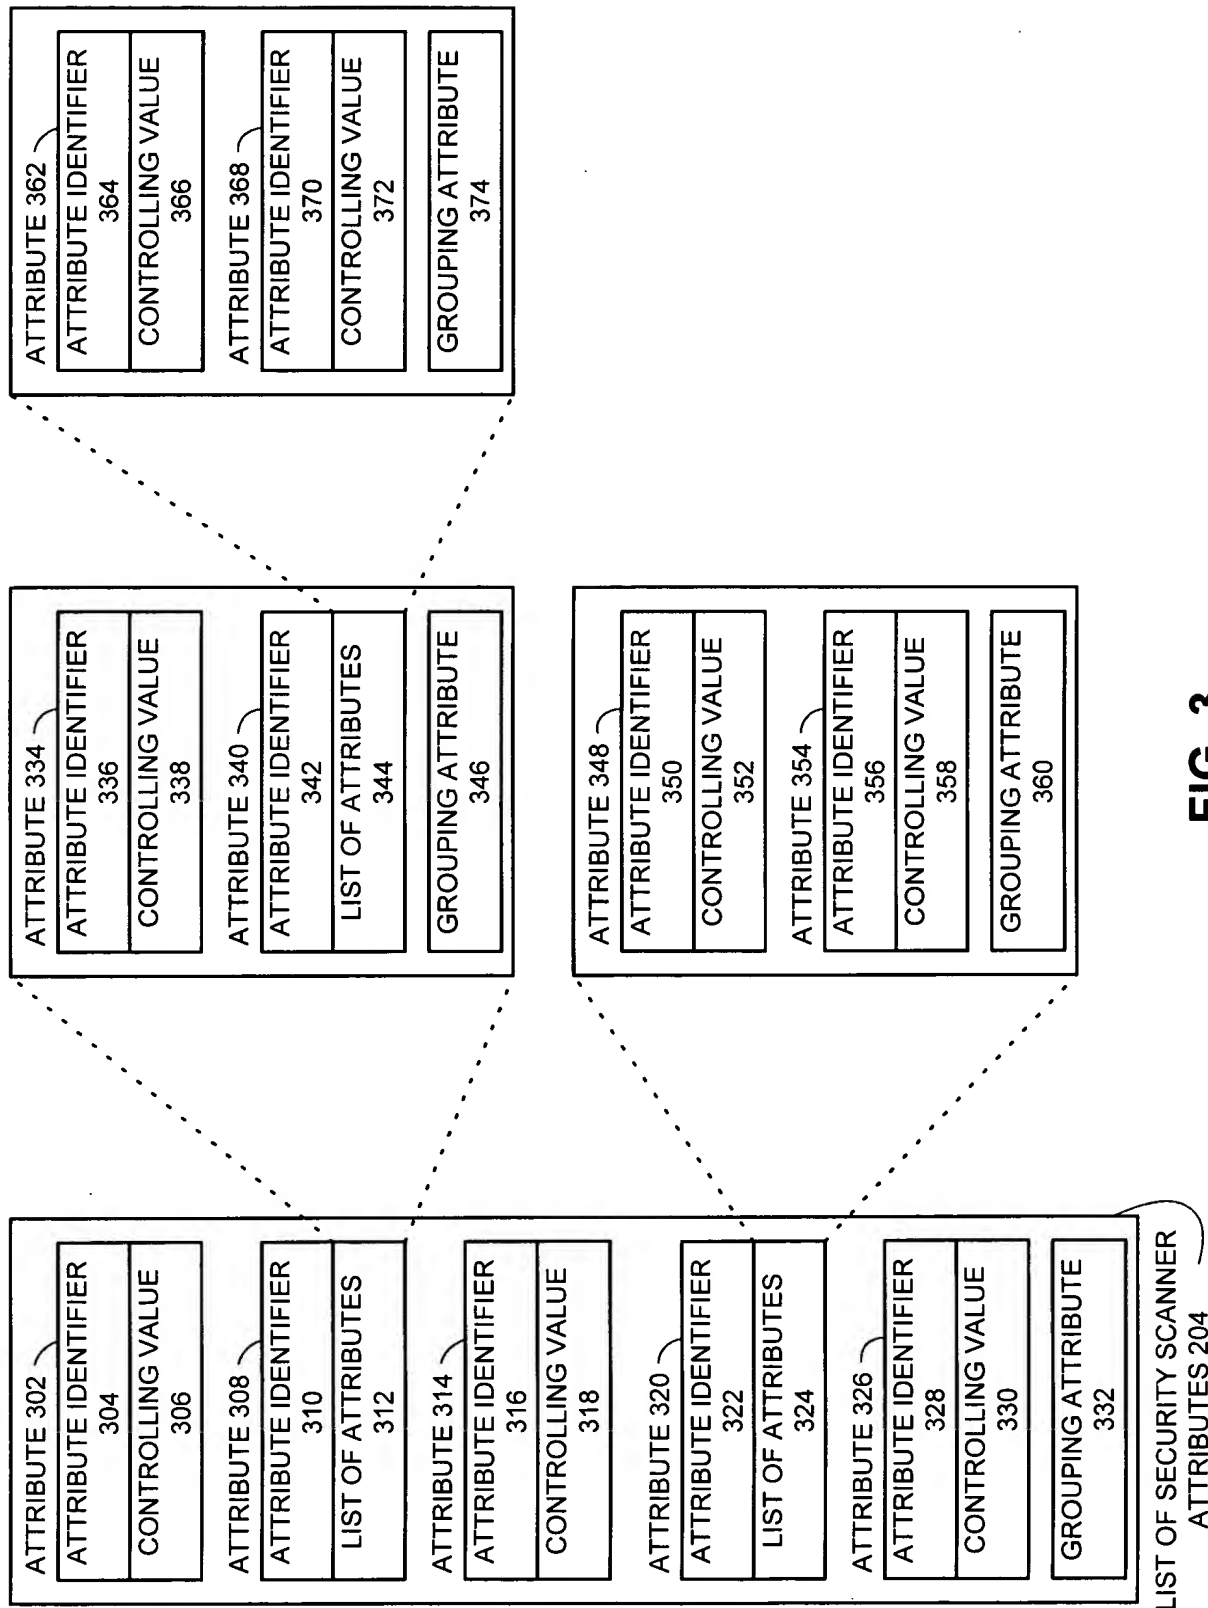 ATTRIBUTE 302
ATTRIBUTE IDENTIFIER
304
CONTROLLING VALUE
306
ATTRIBUTE 308
ATTRIBUTE IDENTIFIER
310
LIST OF ATTRIBUTES
312
ATTRIBUTE 314
ATTRIBUTE IDENTIFIER
316
CONTROLLING VALUE
318
ATTRIBUTE 320
ATTRIBUTE IDENTIFIER
322
LIST OF ATTRIBUTES
324
ATTRIBUTE 326
ATTRIBUTE IDENTIFIER
328
CONTROLLING VALUE
330
GROUPING ATTRIBUTE
332
LIST OF SECURITY SCANNER
ATTRIBUTES 204
ATTRIBUTE 334
ATTRIBUTE IDENTIFIER
336
CONTROLLING VALUE
338
ATTRIBUTE 340
ATTRIBUTE IDENTIFIER
342
LIST OF ATTRIBUTES
344
GROUPING ATTRIBUTE
346
ATTRIBUTE 348
ATTRIBUTE IDENTIFIER
350
CONTROLLING VALUE
352
ATTRIBUTE 354
ATTRIBUTE IDENTIFIER
356
CONTROLLING VALUE
358
GROUPING ATTRIBUTE
360
ATTRIBUTE 362
ATTRIBUTE IDENTIFIER
364
CONTROLLING VALUE
366
ATTRIBUTE 368
ATTRIBUTE IDENTIFIER
370
CONTROLLING VALUE
372
GROUPING ATTRIBUTE
374
FIG. 3